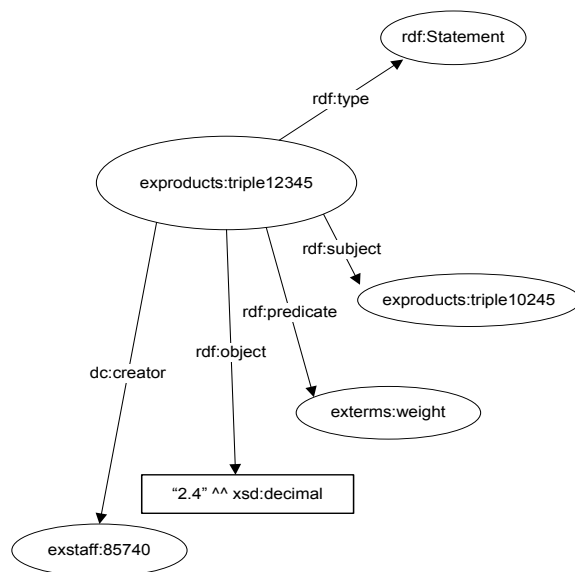 rdf:Statement
rdf:type
exproducts:triple12345
rdf:subject
exproducts:triple10245
rdf:predicate
rdf:object
dc:creator
exterms:weight
“2.4” ^^ xsd:decimal
exstaff:85740